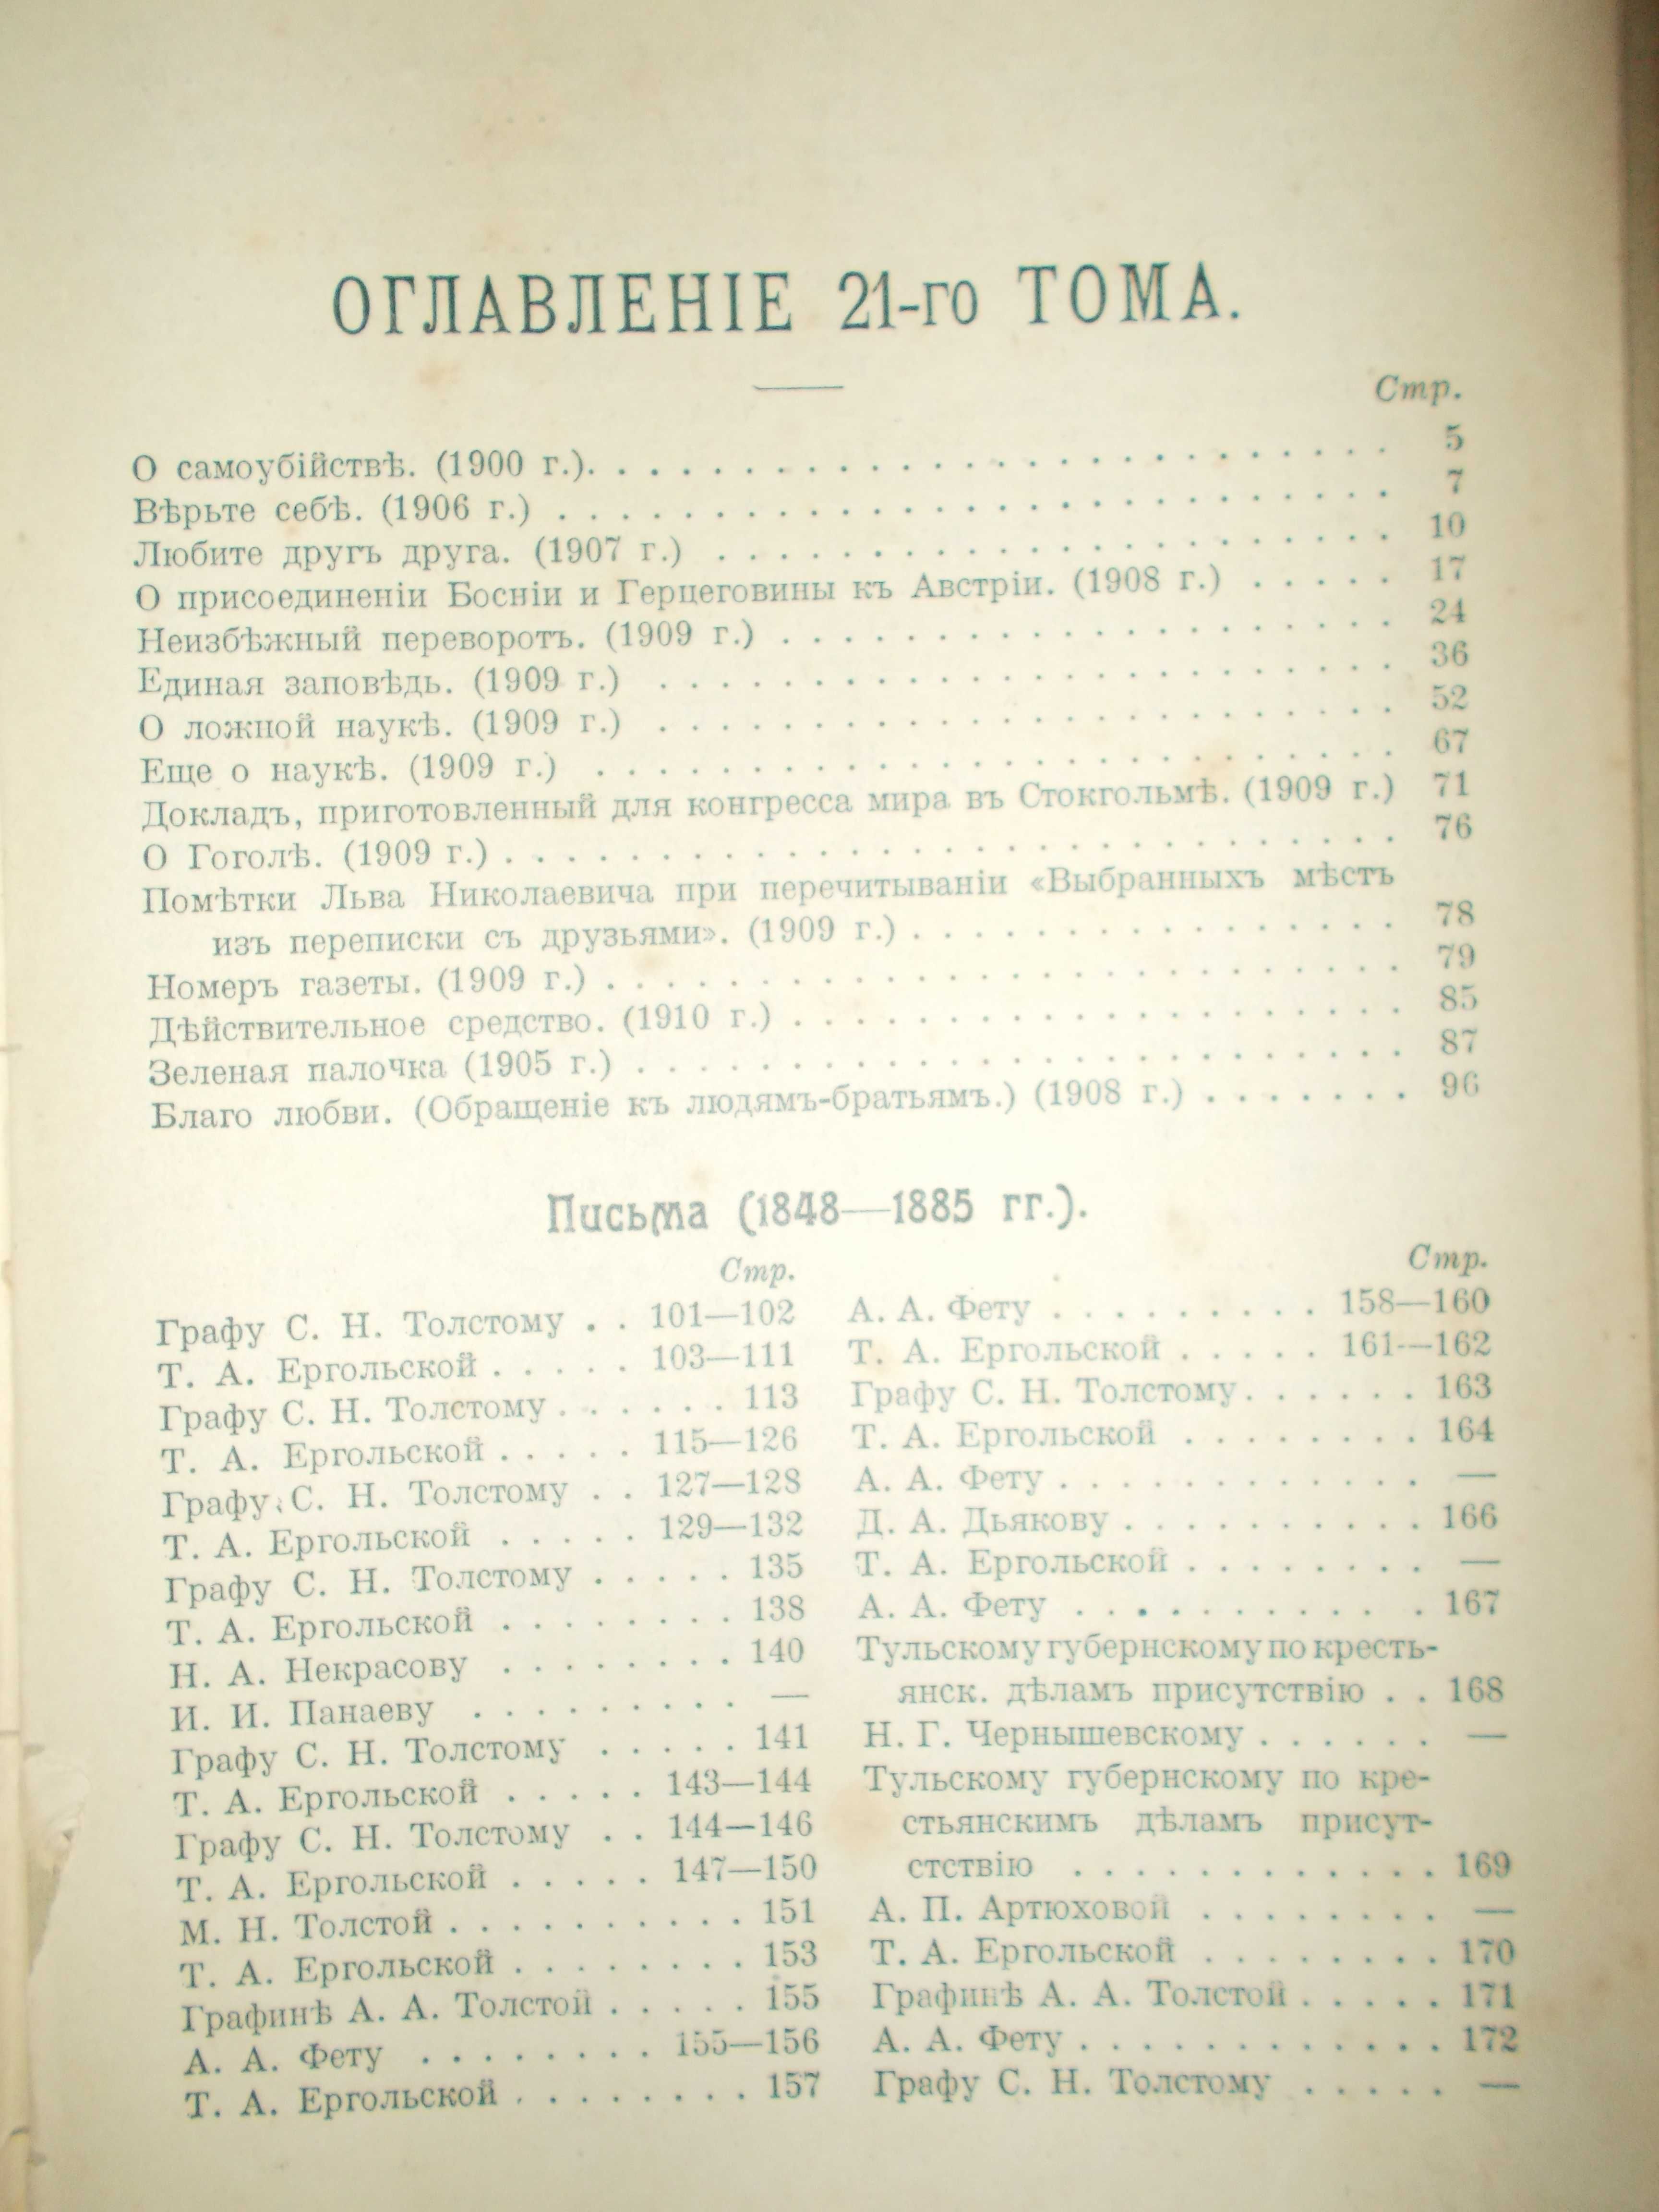 ОГЛАВЛЕНІЕ 21-го ТОМА.
Стр.
О самоубійствѣ. (1900 г.). . . . . . . . . . . . . . . . . . . . . . . . . . 5
Вѣрьте себѣ. (1906 г.) . . . . . . . . . . . . . . . . . . . . . . . . . . . 7
Любите другъ друга. (1907 г.) . . . . . . . . . . . . . . . . . . . . . . 10
О присоединеніи Босніи и Герцеговины къ Австріи. (1908 г.) . . . . . 17
Неизбѣжный переворотъ. (1909 г.) . . . . . . . . . . . . . . . . . . . . 24
Единая заповѣдь. (1909 г.) . . . . . . . . . . . . . . . . . . . . . . . . 36
О ложной наукѣ. (1909 г.) . . . . . . . . . . . . . . . . . . . . . . . . 52
Еще о наукѣ. (1909 г.) . . . . . . . . . . . . . . . . . . . . . . . . . . 67
Докладъ, приготовленный для конгресса мира въ Стокгольмѣ. (1909 г.) 71
О Гоголѣ. (1909 г.) . . . . . . . . . . . . . . . . . . . . . . . . . . . . 76
Помѣтки Льва Николаевича при перечитываніи «Выбранныхъ мѣстъ
изъ переписки съ друзьями». (1909 г.) . . . . . . . . . . . . . . . . 78
Номеръ газеты. (1909 г.) . . . . . . . . . . . . . . . . . . . . . . . . . 79
Дѣйствительное средство. (1910 г.) . . . . . . . . . . . . . . . . . . . 85
Зеленая палочка (1905 г.) . . . . . . . . . . . . . . . . . . . . . . . . 87
Благо любви. (Обращеніе къ людямъ-братьямъ.) (1908 г.) . . . . . . . 96
Письма (1848—1885 гг.).
Стр.
Графу С. Н. Толстому . . 101—102
Т. А. Ергольской . . . . . 103—111
Графу С. Н. Толстому . . . . . . 113
Т. А. Ергольской . . . . . 115—126
Графу С. Н. Толстому . . 127—128
Т. А. Ергольской . . . . . 129—132
Графу С. Н. Толстому . . . . . 135
Т. А. Ергольской . . . . . . . . 138
Н. А. Некрасову . . . . . . . . 140
И. И. Панаеву . . . . . . . . . —
Графу С. Н. Толстому . . . . . 141
Т. А. Ергольской . . . . . 143—144
Графу С. Н. Толстому . . 144—146
Т. А. Ергольской . . . . . 147—150
М. Н. Толстой . . . . . . . . . . 151
Т. А. Ергольской . . . . . . . . 153
Графинѣ А. А. Толстой . . . . . 155
А. А. Фету . . . . . . . . 155—156
Т. А. Ергольской . . . . . . . . 157
Стр.
А. А. Фету . . . . . . . . . 158—160
Т. А. Ергольской . . . . . 161—162
Графу С. Н. Толстому. . . . . . 163
Т. А. Ергольской . . . . . . . . 164
А. А. Фету . . . . . . . . . . . . —
Д. А. Дьякову . . . . . . . . . . 166
Т. А. Ергольской . . . . . . . . —
А. А. Фету . . . . . . . . . . . 167
Тульскому губернскому по кресть-
янск. дѣламъ присутствію . . 168
Н. Г. Чернышевскому . . . . . . —
Тульскому губернскому по кре-
стьянскимъ дѣламъ присут-
ствію . . . . . . . . . . . . 169
А. П. Артюховой . . . . . . . . —
Т. А. Ергольской . . . . . . . . 170
Графинѣ А. А. Толстой . . . . . 171
А. А. Фету . . . . . . . . . . . . 172
Графу С. Н. Толстому . . . . . —